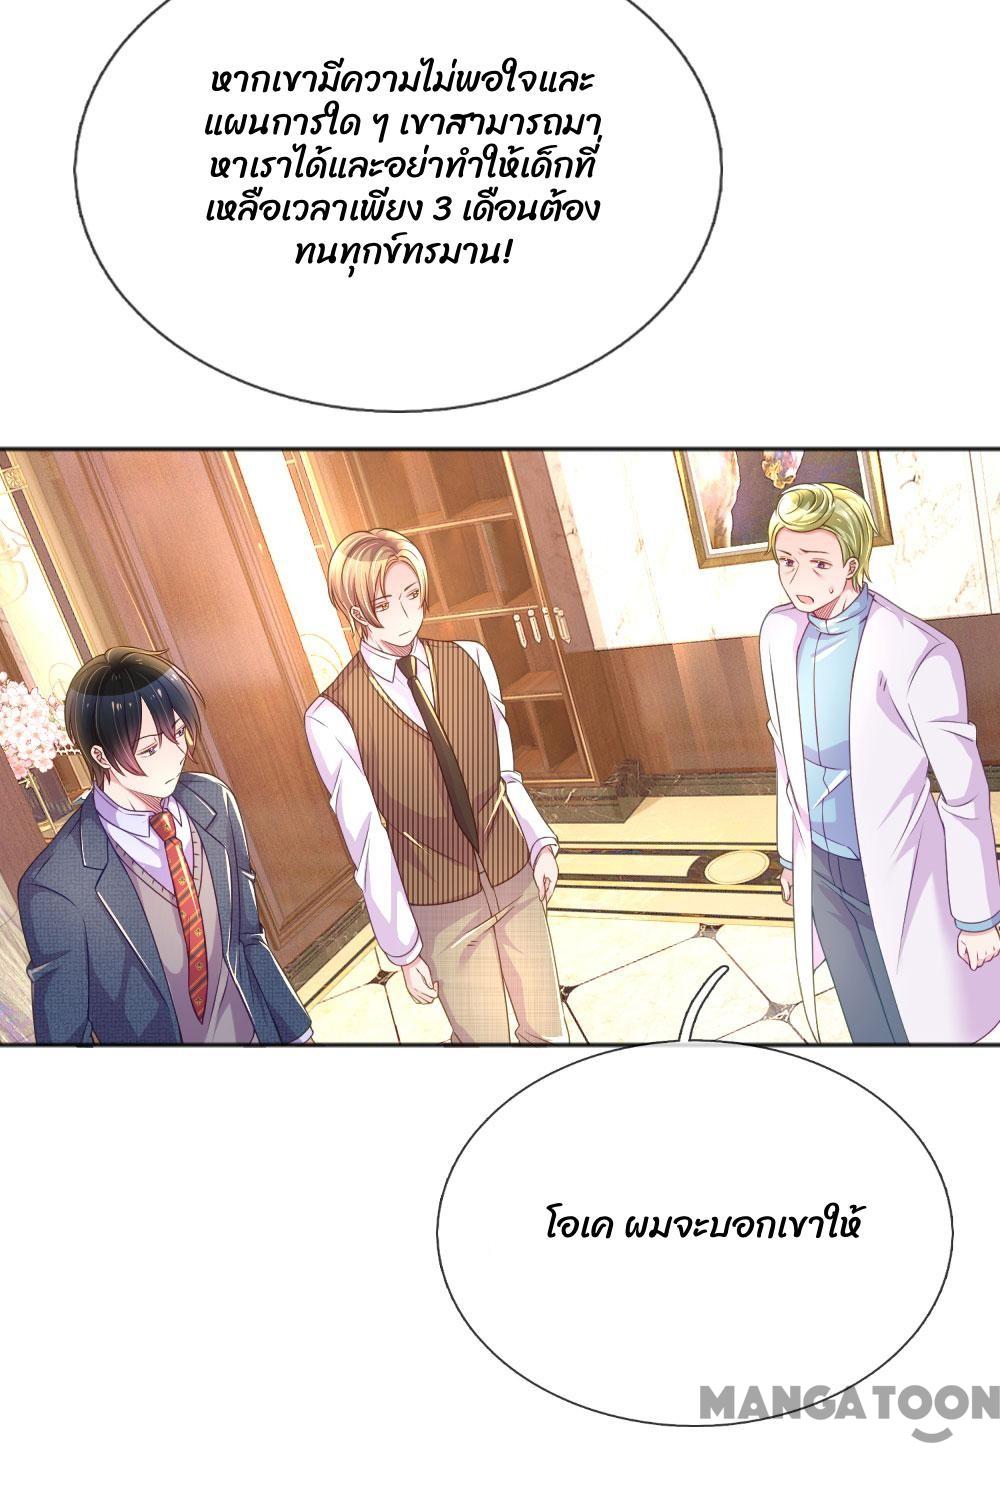 หากเขามีความไม่พอใจและ
แผนการใด ๆ เขาสามารถมา
หาเราได้และอย่าทำให้เด็กที่
เหลือเวลาเพียง 3 เดือนต้อง
ทนทุกข์ทรมาน!
โอเค ผมจะบอกเขาให้
MANGATOON